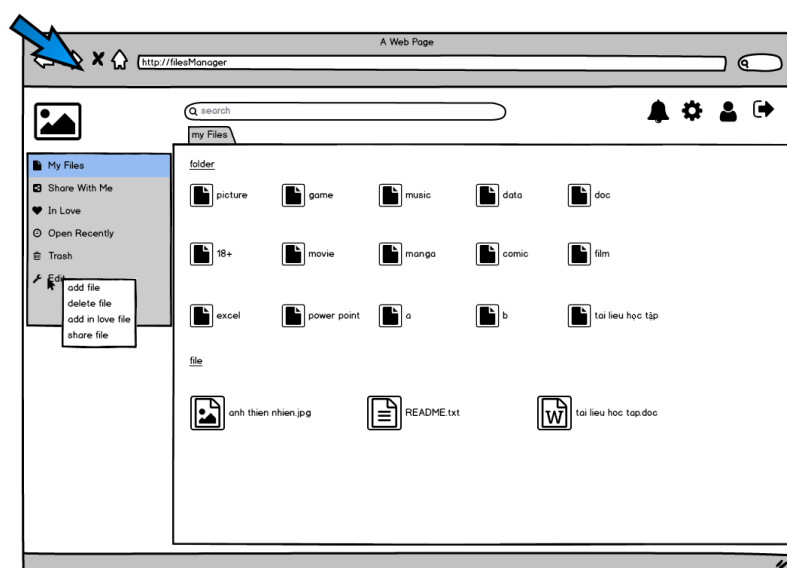 A Web Page
http://filesManager
search
my Files
My Files
Share With Me
In Love
Open Recently
Trash
Edit
add file
delete file
add in love file
share file
folder
picture game music data doc
18+ movie manga comic film
excel power point a b tai lieu học tập
file
anh thien nhien.jpg README.txt tai lieu hoc tap.doc